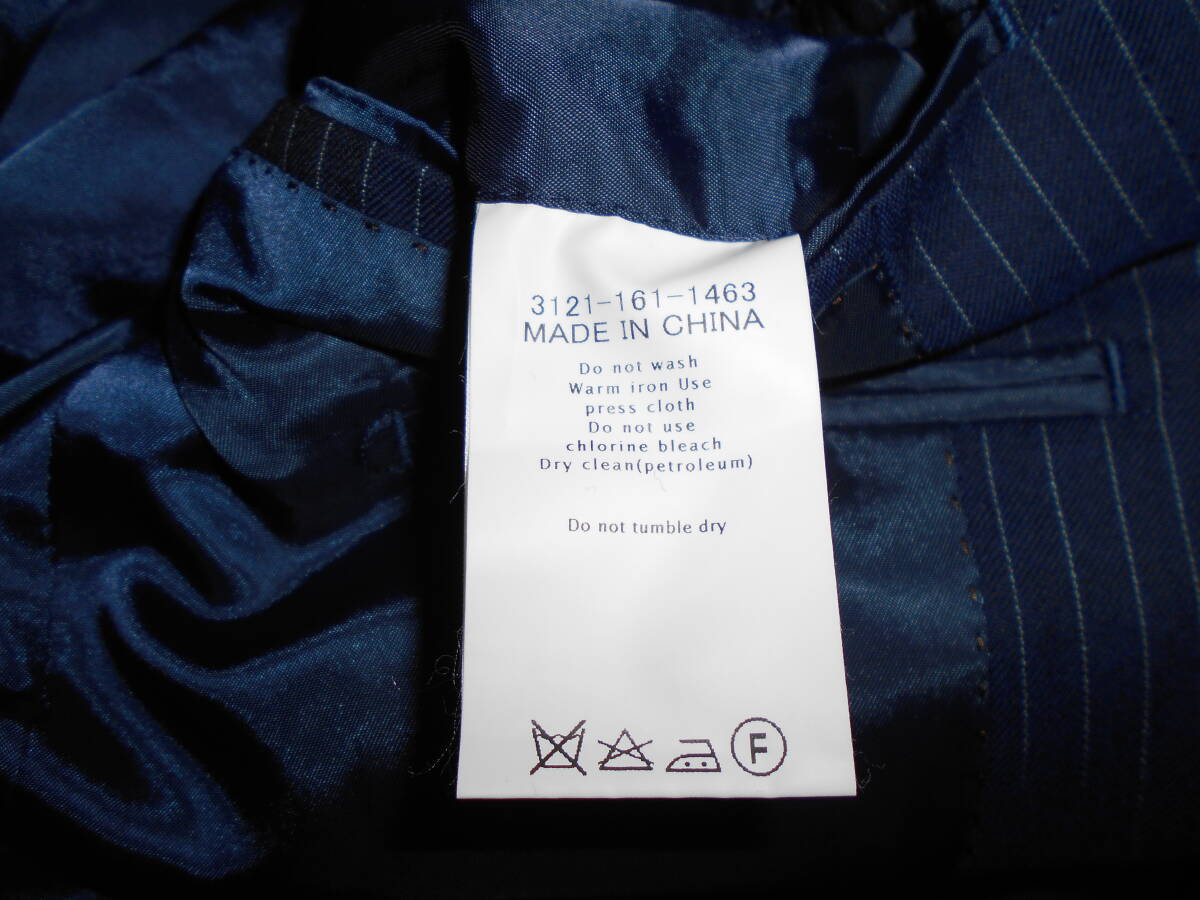 3121-161-1463
MADE IN CHINA
Do not wash
Warm iron Use
press cloth
Do not use
chlorine bleach
Dry clean(petroleum)
Do not tumble dry
F